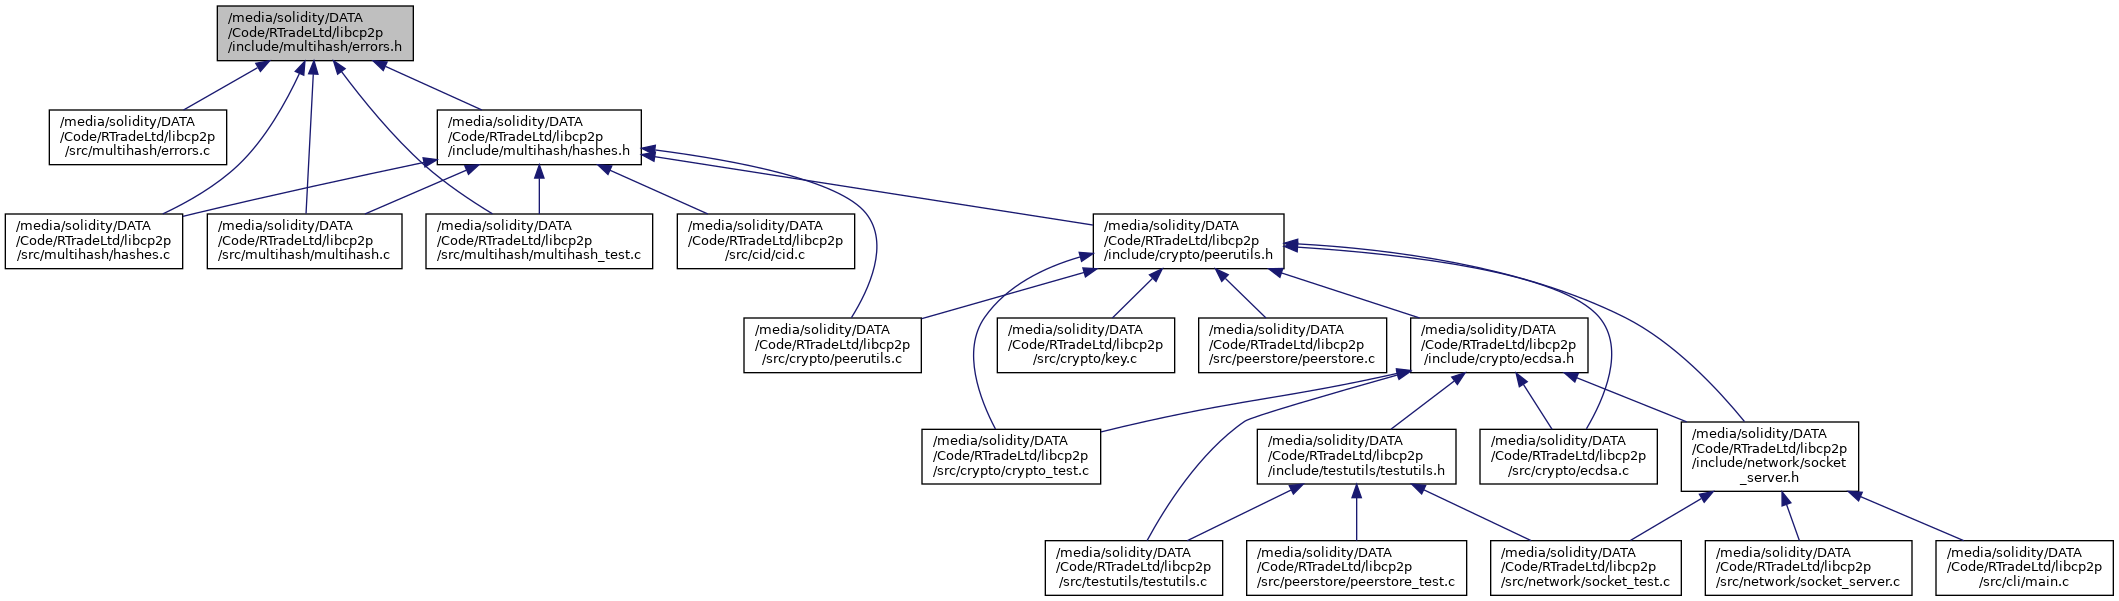 /media/solidity/DATA
/Code/RTradeLtd/libcp2p
/include/multihash/errors.h
/media/solidity/DATA
/Code/RTradeLtd/libcp2p
/src/multihash/errors.c
/media/solidity/DATA
/Code/RTradeLtd/libcp2p
/include/multihash/hashes.h
/media/solidity/DATA
/Code/RTradeLtd/libcp2p
/src/multihash/hashes.c
/media/solidity/DATA
/Code/RTradeLtd/libcp2p
/src/multihash/multihash.c
/media/solidity/DATA
/Code/RTradeLtd/libcp2p
/src/multihash/multihash_test.c
/media/solidity/DATA
/Code/RTradeLtd/libcp2p
/src/cid/cid.c
/media/solidity/DATA
/Code/RTradeLtd/libcp2p
/include/crypto/peerutils.h
/media/solidity/DATA
/Code/RTradeLtd/libcp2p
/src/crypto/peerutils.c
/media/solidity/DATA
/Code/RTradeLtd/libcp2p
/src/crypto/key.c
/media/solidity/DATA
/Code/RTradeLtd/libcp2p
/src/peerstore/peerstore.c
/media/solidity/DATA
/Code/RTradeLtd/libcp2p
/include/crypto/ecdsa.h
/media/solidity/DATA
/Code/RTradeLtd/libcp2p
/src/crypto/crypto_test.c
/media/solidity/DATA
/Code/RTradeLtd/libcp2p
/include/testutils/testutils.h
/media/solidity/DATA
/Code/RTradeLtd/libcp2p
/src/crypto/ecdsa.c
/media/solidity/DATA
/Code/RTradeLtd/libcp2p
/include/network/socket
_server.h
/media/solidity/DATA
/Code/RTradeLtd/libcp2p
/src/testutils/testutils.c
/media/solidity/DATA
/Code/RTradeLtd/libcp2p
/src/peerstore/peerstore_test.c
/media/solidity/DATA
/Code/RTradeLtd/libcp2p
/src/network/socket_test.c
/media/solidity/DATA
/Code/RTradeLtd/libcp2p
/src/network/socket_server.c
/media/solidity/DATA
/Code/RTradeLtd/libcp2p
/src/cli/main.c